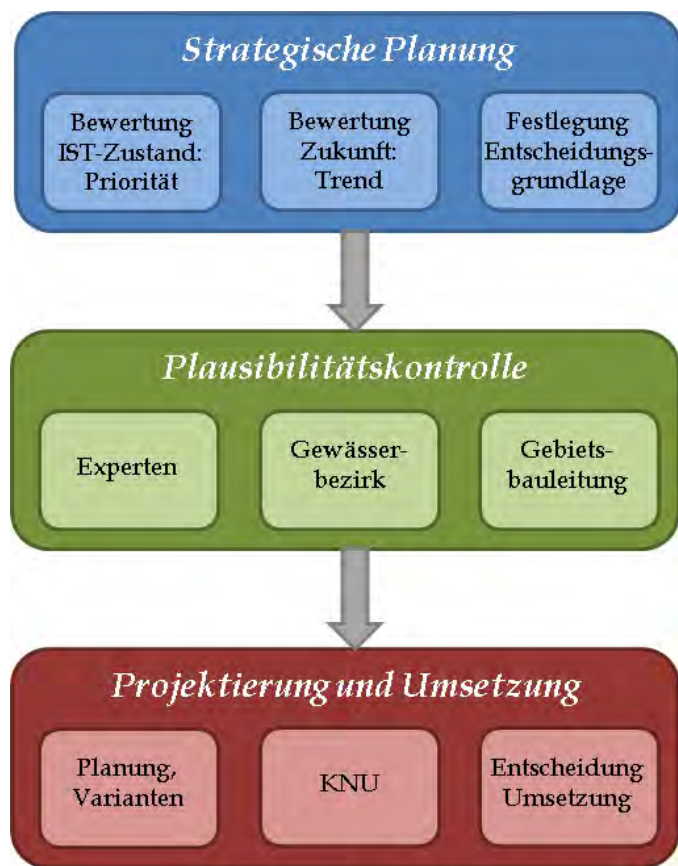 Strategische Planung
Bewertung
IST-Zustand:
Priorität
Bewertung
Zukunft:
Trend
Festlegung
Entscheidungs-
grundlage
Plausibilitätskontrolle
Experten
Gewässer-
bezirk
Gebiets-
bauleitung
Projektierung und Umsetzung
Planung,
Varianten
KNU
Entscheidung
Umsetzung